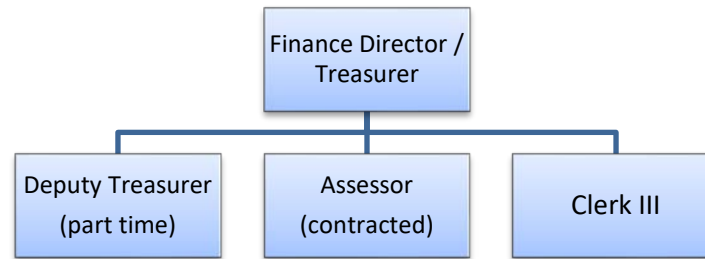 Finance Director /
Treasurer
Deputy Treasurer
(part time)
Assessor
(contracted)
Clerk III